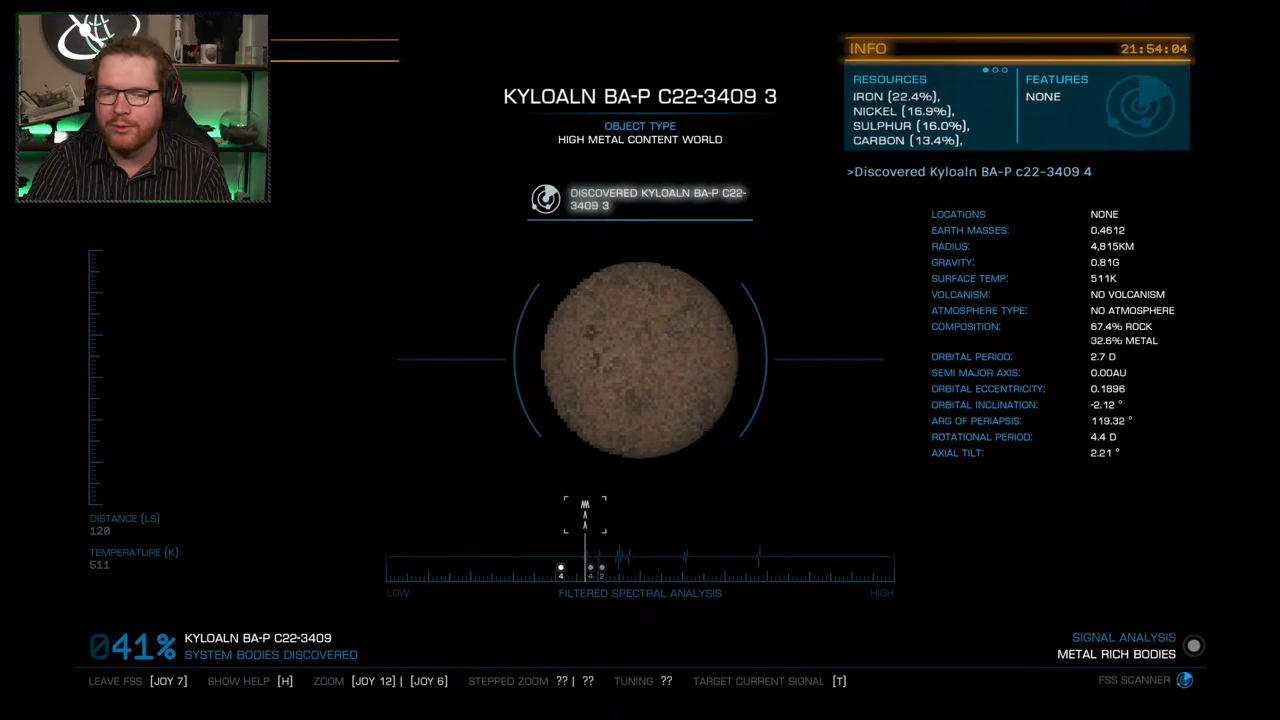 INFO
21:54:04
RESOURCES
IRON (22.4%),
NICKEL (16.9%),
SULPHUR (16.0%),
CARBON (13.4%),
FEATURES
NONE
KYLOALN BA-P C22-3409 3
OBJECT TYPE
HIGH METAL CONTENT WORLD
>Discovered Kyloaln BA-P c22-3409 4
DISCOVERED KYLOALN BA-P C22-
3409 3
LOCATIONS NONE
EARTH MASSES: 0.4612
RADIUS: 4,815KM
GRAVITY: 0.81G
SURFACE TEMP: 511K
VOLCANISM: NO VOLCANISM
ATMOSPHERE TYPE: NO ATMOSPHERE
COMPOSITION: 67.4% ROCK
32.6% METAL
ORBITAL PERIOD: 2.7 D
SEMI MAJOR AXIS: 0.00AU
ORBITAL ECCENTRICITY: 0.1896
ORBITAL INCLINATION: -2.12 °
ARG OF PERIAPSIS: 119.32 °
ROTATIONAL PERIOD: 4.4 D
AXIAL TILT: 2.21 °
DISTANCE (LS)
120
TEMPERATURE (K)
511
4 4 2
LOW FILTERED SPECTRAL ANALYSIS HIGH
041% KYLOALN BA-P C22-3409
SYSTEM BODIES DISCOVERED
SIGNAL ANALYSIS
METAL RICH BODIES
LEAVE FSS [JOY 7] SHOW HELP [H] ZOOM [JOY 12] | [JOY 6] STEPPED ZOOM ?? | ?? TUNING ?? TARGET CURRENT SIGNAL [T] FSS SCANNER